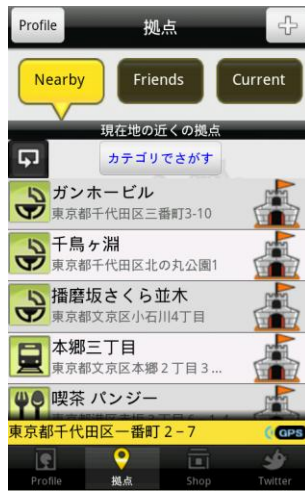 Profile
拠点
Nearby
Friends
Current
現在地の近くの拠点
カテゴリでさがす
ガンホービル
東京都千代田区三番町3-10
千鳥ヶ淵
東京都千代田区北の丸公園1
播磨坂さくら並木
東京都文京区小石川4丁目
本郷三丁目
東京都文京区本郷２丁目３...
喫茶 パンジー
東京都千代田区一番町２−７
GPS
Profile
拠点
Shop
Twitter